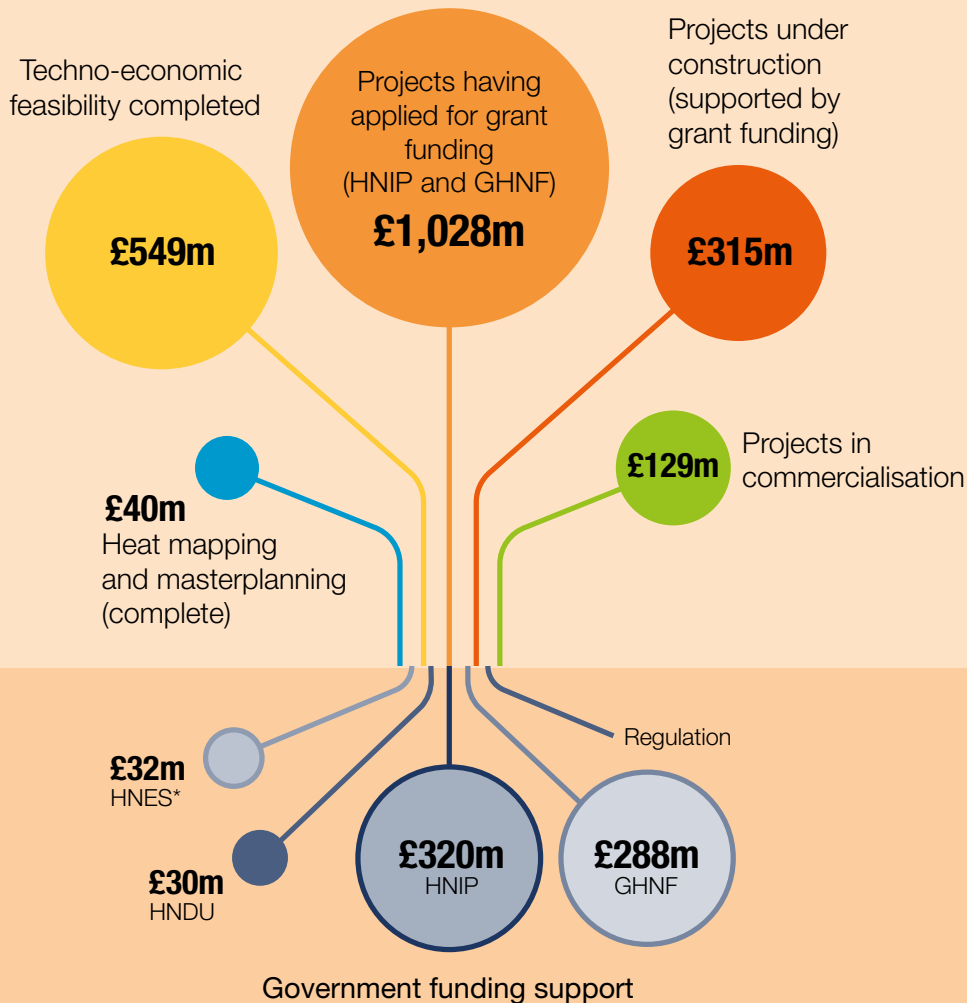 Techno-economic
feasibility completed
£549m
Projects having
applied for grant
funding
(HNIP and GHNF)
£1,028m
Projects under
construction
(supported by
grant funding)
£315m
£40m
Heat mapping
and masterplanning
(complete)
£129m
Projects in
commercialisation
Regulation
£32m
HNES*
£30m
HNDU
£320m
HNIP
£288m
GHNF
Government funding support